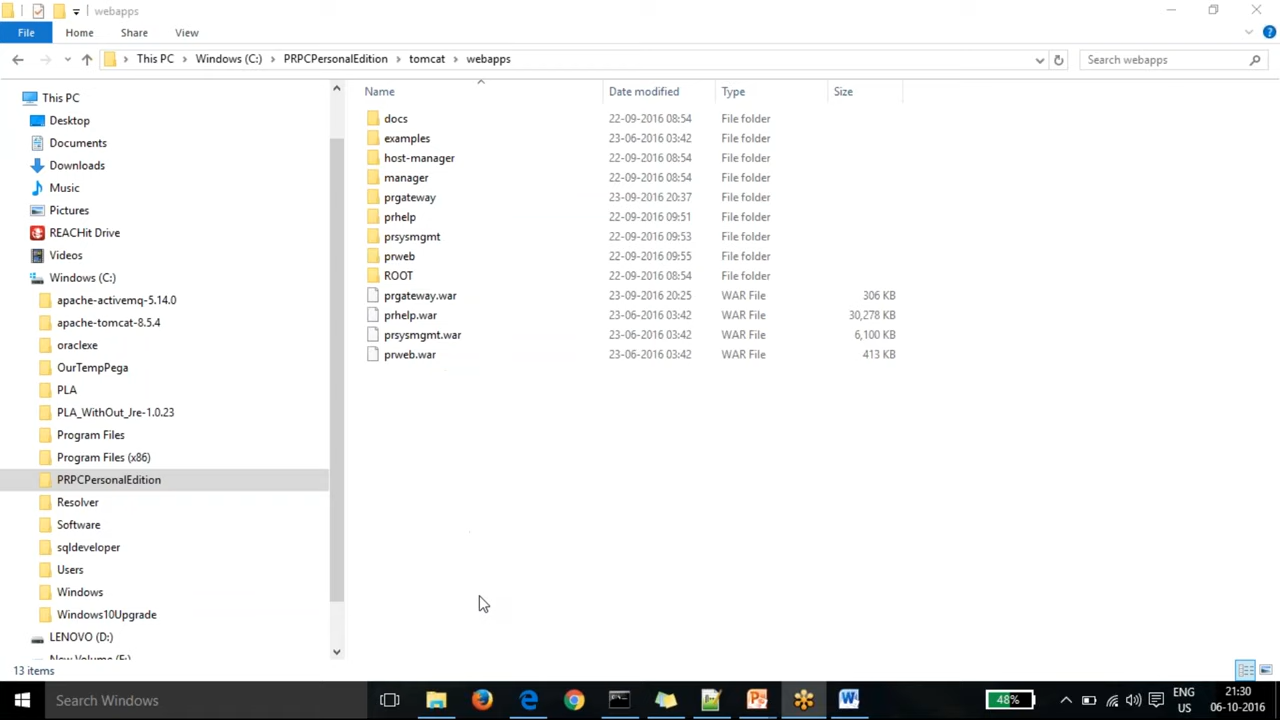 webapps
File Home Share View
This PC Windows (C:) PRPCPersonalEdition tomcat webapps Search webapps
Name Date modified Type Size
This PC
Desktop
Documents
Downloads
Music
Pictures
REACHit Drive
Videos
Windows (C:)
apache-activemq-5.14.0
apache-tomcat-8.5.4
oraclexe
OurTempPega
PLA
PLA_WithOut_Jre-1.0.23
Program Files
Program Files (x86)
PRPCPersonalEdition
Resolver
Software
sqldeveloper
Users
Windows
Windows10Upgrade
LENOVO (D:)
New Volume (E:)
docs 22-09-2016 08:54 File folder
examples 23-06-2016 03:42 File folder
host-manager 22-09-2016 08:54 File folder
manager 22-09-2016 08:54 File folder
prgateway 23-09-2016 20:37 File folder
prhelp 22-09-2016 09:51 File folder
prsysmgmt 22-09-2016 09:53 File folder
prweb 22-09-2016 09:55 File folder
ROOT 22-09-2016 08:54 File folder
prgateway.war 23-09-2016 20:25 WAR File 306 KB
prhelp.war 23-06-2016 03:42 WAR File 30,278 KB
prsysmgmt.war 23-06-2016 03:42 WAR File 6,100 KB
prweb.war 23-06-2016 03:42 WAR File 413 KB
13 items
Search Windows
48%
ENG
US
21:30
06-10-2016